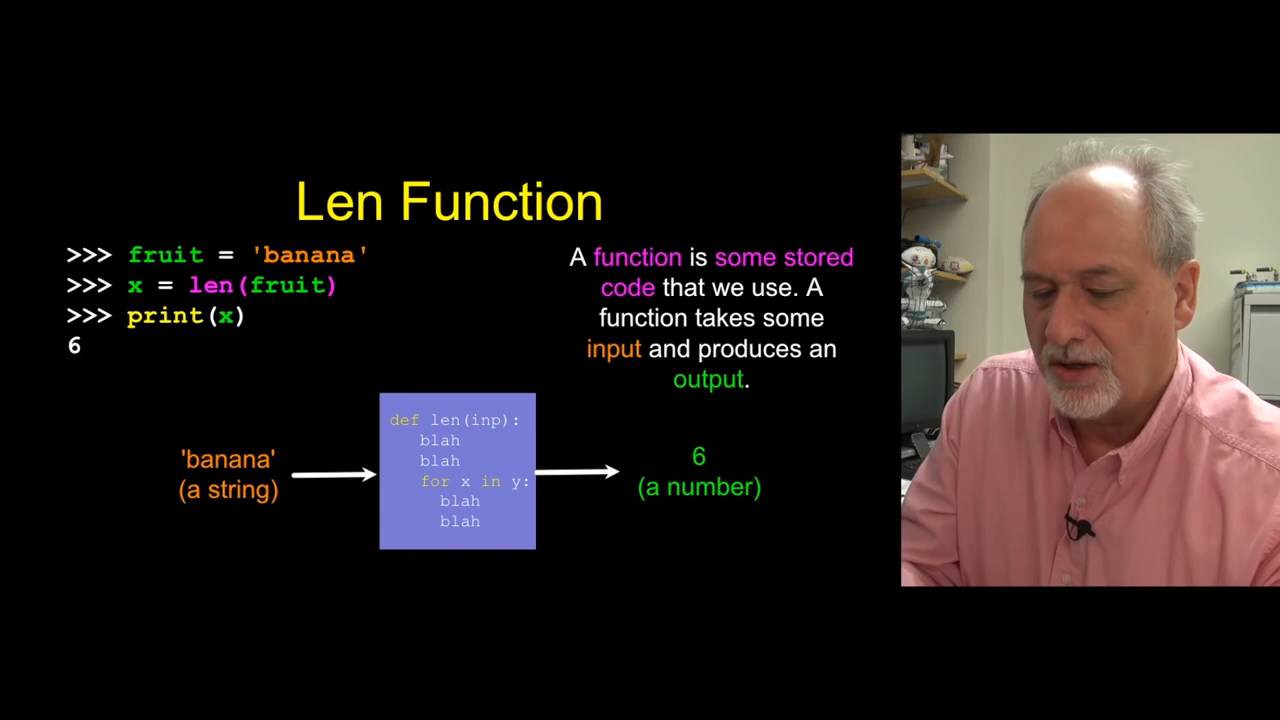 Len Function
>>> fruit = 'banana'
>>> x = len(fruit)
>>> print(x)
6
A function is some stored
code that we use. A
function takes some
input and produces an
output.
'banana'
(a string)
def len(inp):
blah
blah
for x in y:
blah
blah
6
(a number)